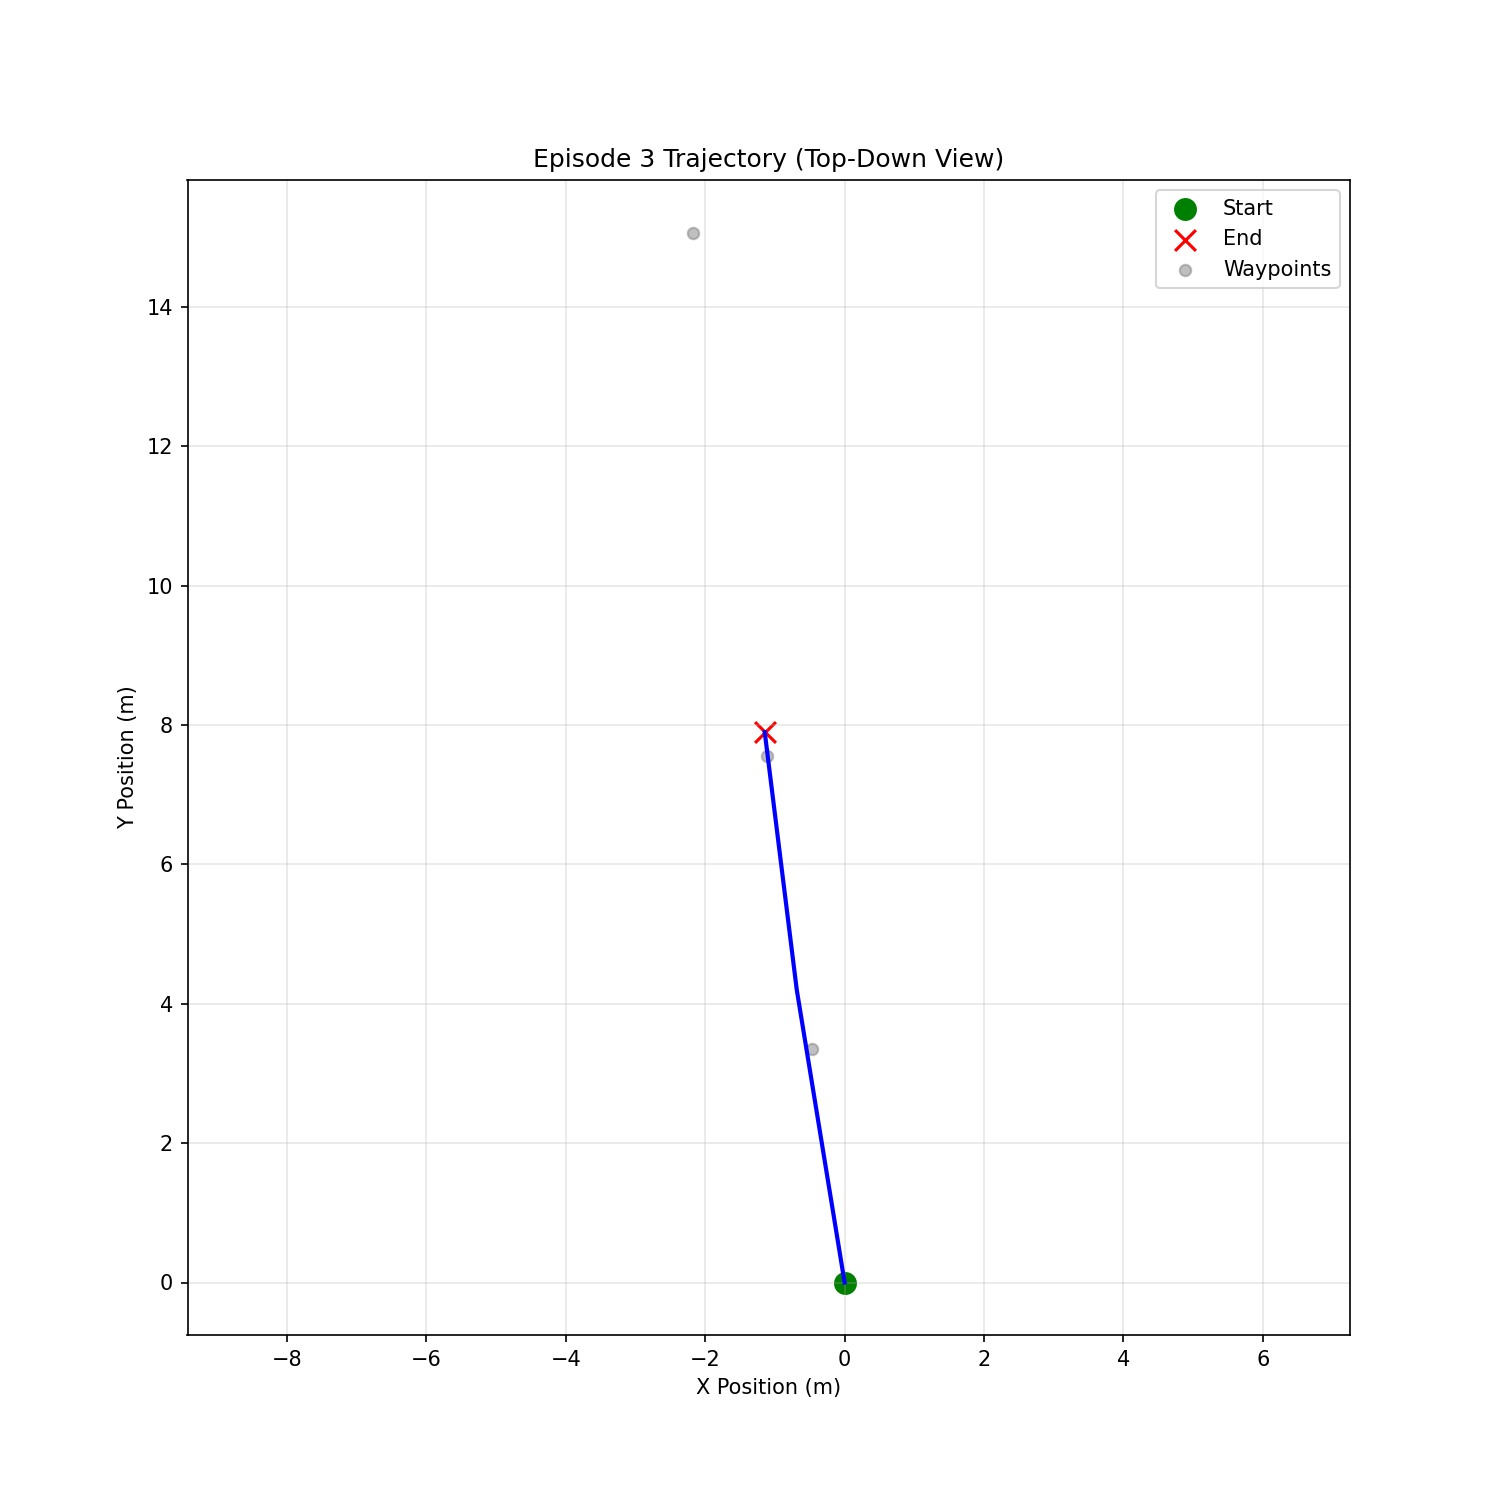 Episode 3 Trajectory (Top-Down View)
Start
End
Waypoints
14
12
10
8
6
4
2
0
Y Position (m)
−8
−6
−4
−2
0
2
4
6
X Position (m)